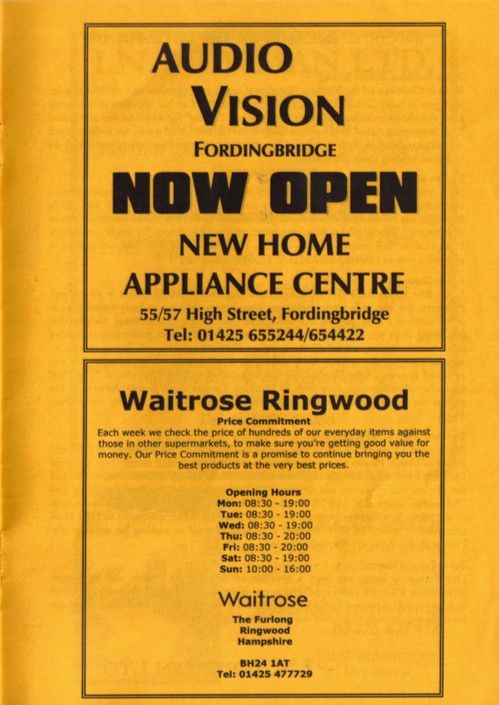 AUDIO
VISION
FORDINGBRIDGE
NOW OPEN
NEW HOME
APPLIANCE CENTRE
55/57 High Street, Fordingbridge
Tel: 01425 655244/654422
Waitrose Ringwood
Price Commitment
Each week we check the price of hundreds of our everyday items against
those in other supermarkets, to make sure you're getting good value for
money. Our Price Commitment is a promise to continue bringing you the
best products at the very best prices.
Opening Hours
Mon: 08:30 - 19:00
Tue: 08:30 - 19:00
Wed: 08:30 - 19:00
Thu: 08:30 - 20:00
Fri: 08:30 - 20:00
Sat: 08:30 - 19:00
Sun: 10:00 - 16:00
Waitrose
The Furlong
Ringwood
Hampshire
BH24 1AT
Tel: 01425 477729